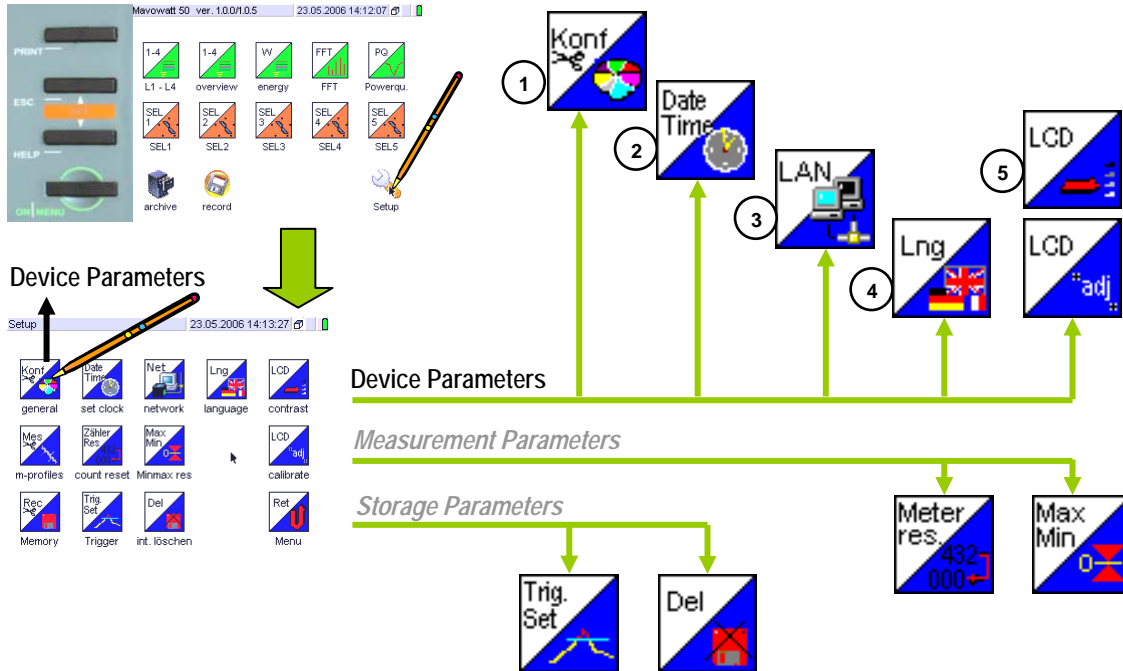 Mavowatt 50 ver. 1.0.0/1.0.5 23.05.2006 14:12:07
PRINT
ESC
HELP
ON MENU
1-4
1-4
W
FFT
PQ
L1 - L4 overview energy FFT Powerqu.
SEL 1
SEL 2
SEL 3
SEL 4
SEL 5
SEL1 SEL2 SEL3 SEL4 SEL5
archive record Setup
Device Parameters
Setup 23.05.2006 14:13:27
Konf
Date Time
Net
Lng
LCD
general set clock network language contrast
Mes
Zähler Res 432 000
Max Min 0
LCD "adj"
m-profiles count reset Minmax res calibrate
Rec
Trig. Set
Del
Ret
Memory Trigger int. löschen Menu
1
Konf
2
Date
Time
3
LAN
4
Lng
5
LCD
LCD
"adj"
Device Parameters
Measurement Parameters
Storage Parameters
Meter
res.
432
000
Max
Min
0
Trig.
Set
Del